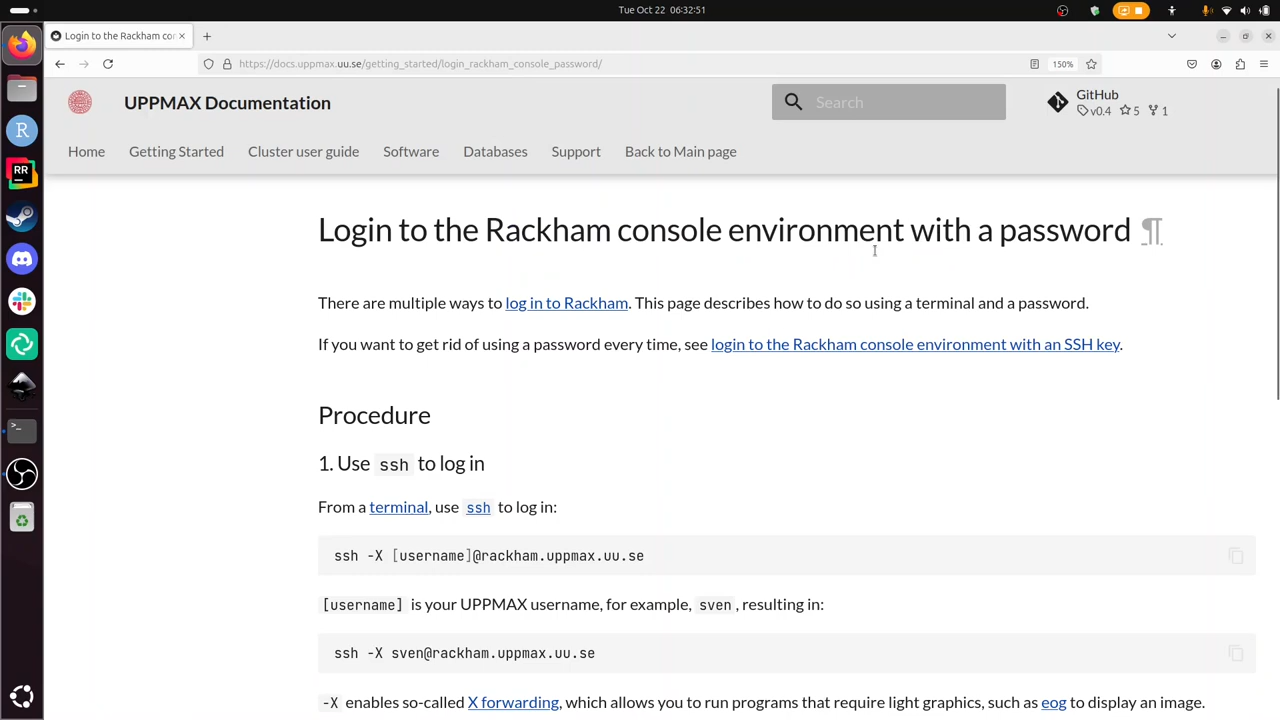 Tue Oct 22 06:32:51
Login to the Rackham con
https://docs.uppmax.uu.se/getting_started/login_rackham_console_password/
150%
UPPMAX Documentation
Search
GitHub
v0.4 5 1
Home Getting Started Cluster user guide Software Databases Support Back to Main page
Login to the Rackham console environment with a password ¶
There are multiple ways to log in to Rackham. This page describes how to do so using a terminal and a password.
If you want to get rid of using a password every time, see login to the Rackham console environment with an SSH key.
Procedure
1. Use ssh to log in
From a terminal, use ssh to log in:
ssh -X [username]@rackham.uppmax.uu.se
[username] is your UPPMAX username, for example, sven, resulting in:
ssh -X sven@rackham.uppmax.uu.se
-X enables so-called X forwarding, which allows you to run programs that require light graphics, such as eog to display an image.
R
RR